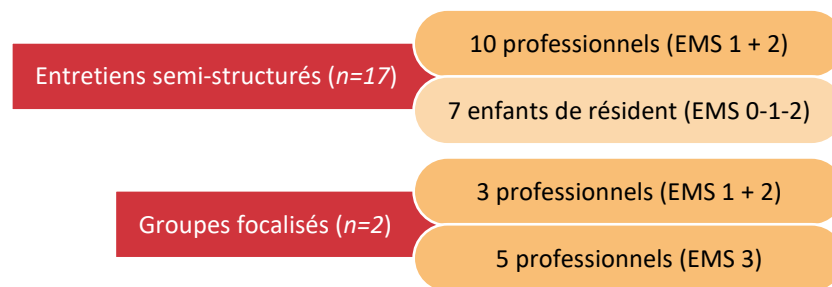 Entretiens semi-structurés (n=17)
10 professionnels (EMS 1 + 2)
7 enfants de résident (EMS 0-1-2)
Groupes focalisés (n=2)
3 professionnels (EMS 1 + 2)
5 professionnels (EMS 3)